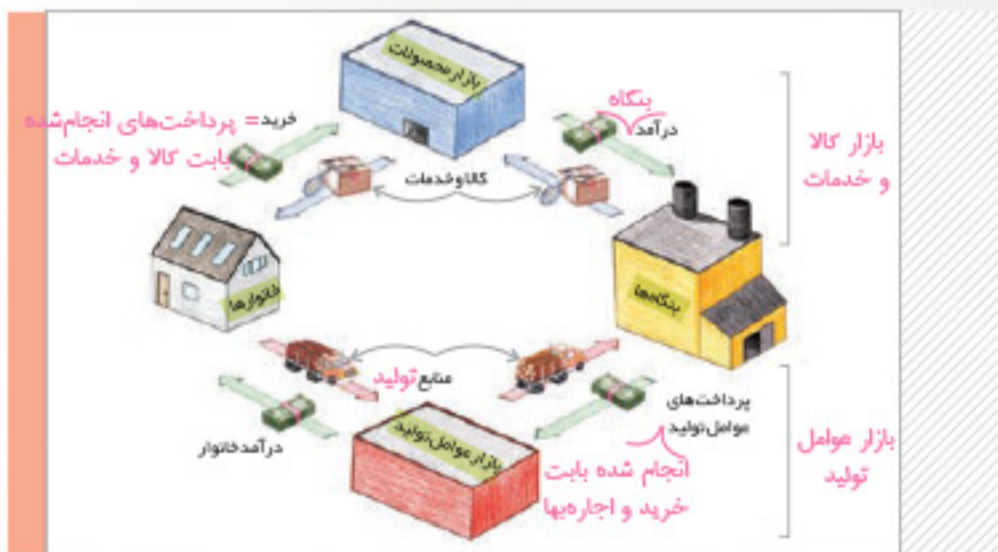 بازار محصولات
خرید = پرداخت‌های انجام‌شده
بابت کالا و خدمات
بنگاه
درآمد
بازار کالا
و خدمات
کالا و خدمات
خانوارها
بنگاه‌ها
منابع تولید
درآمد خانوار
بازار عوامل تولید
پرداخت‌های
عوامل تولید
انجام شده بابت
خرید و اجاره‌بها
بازار عوامل
تولید